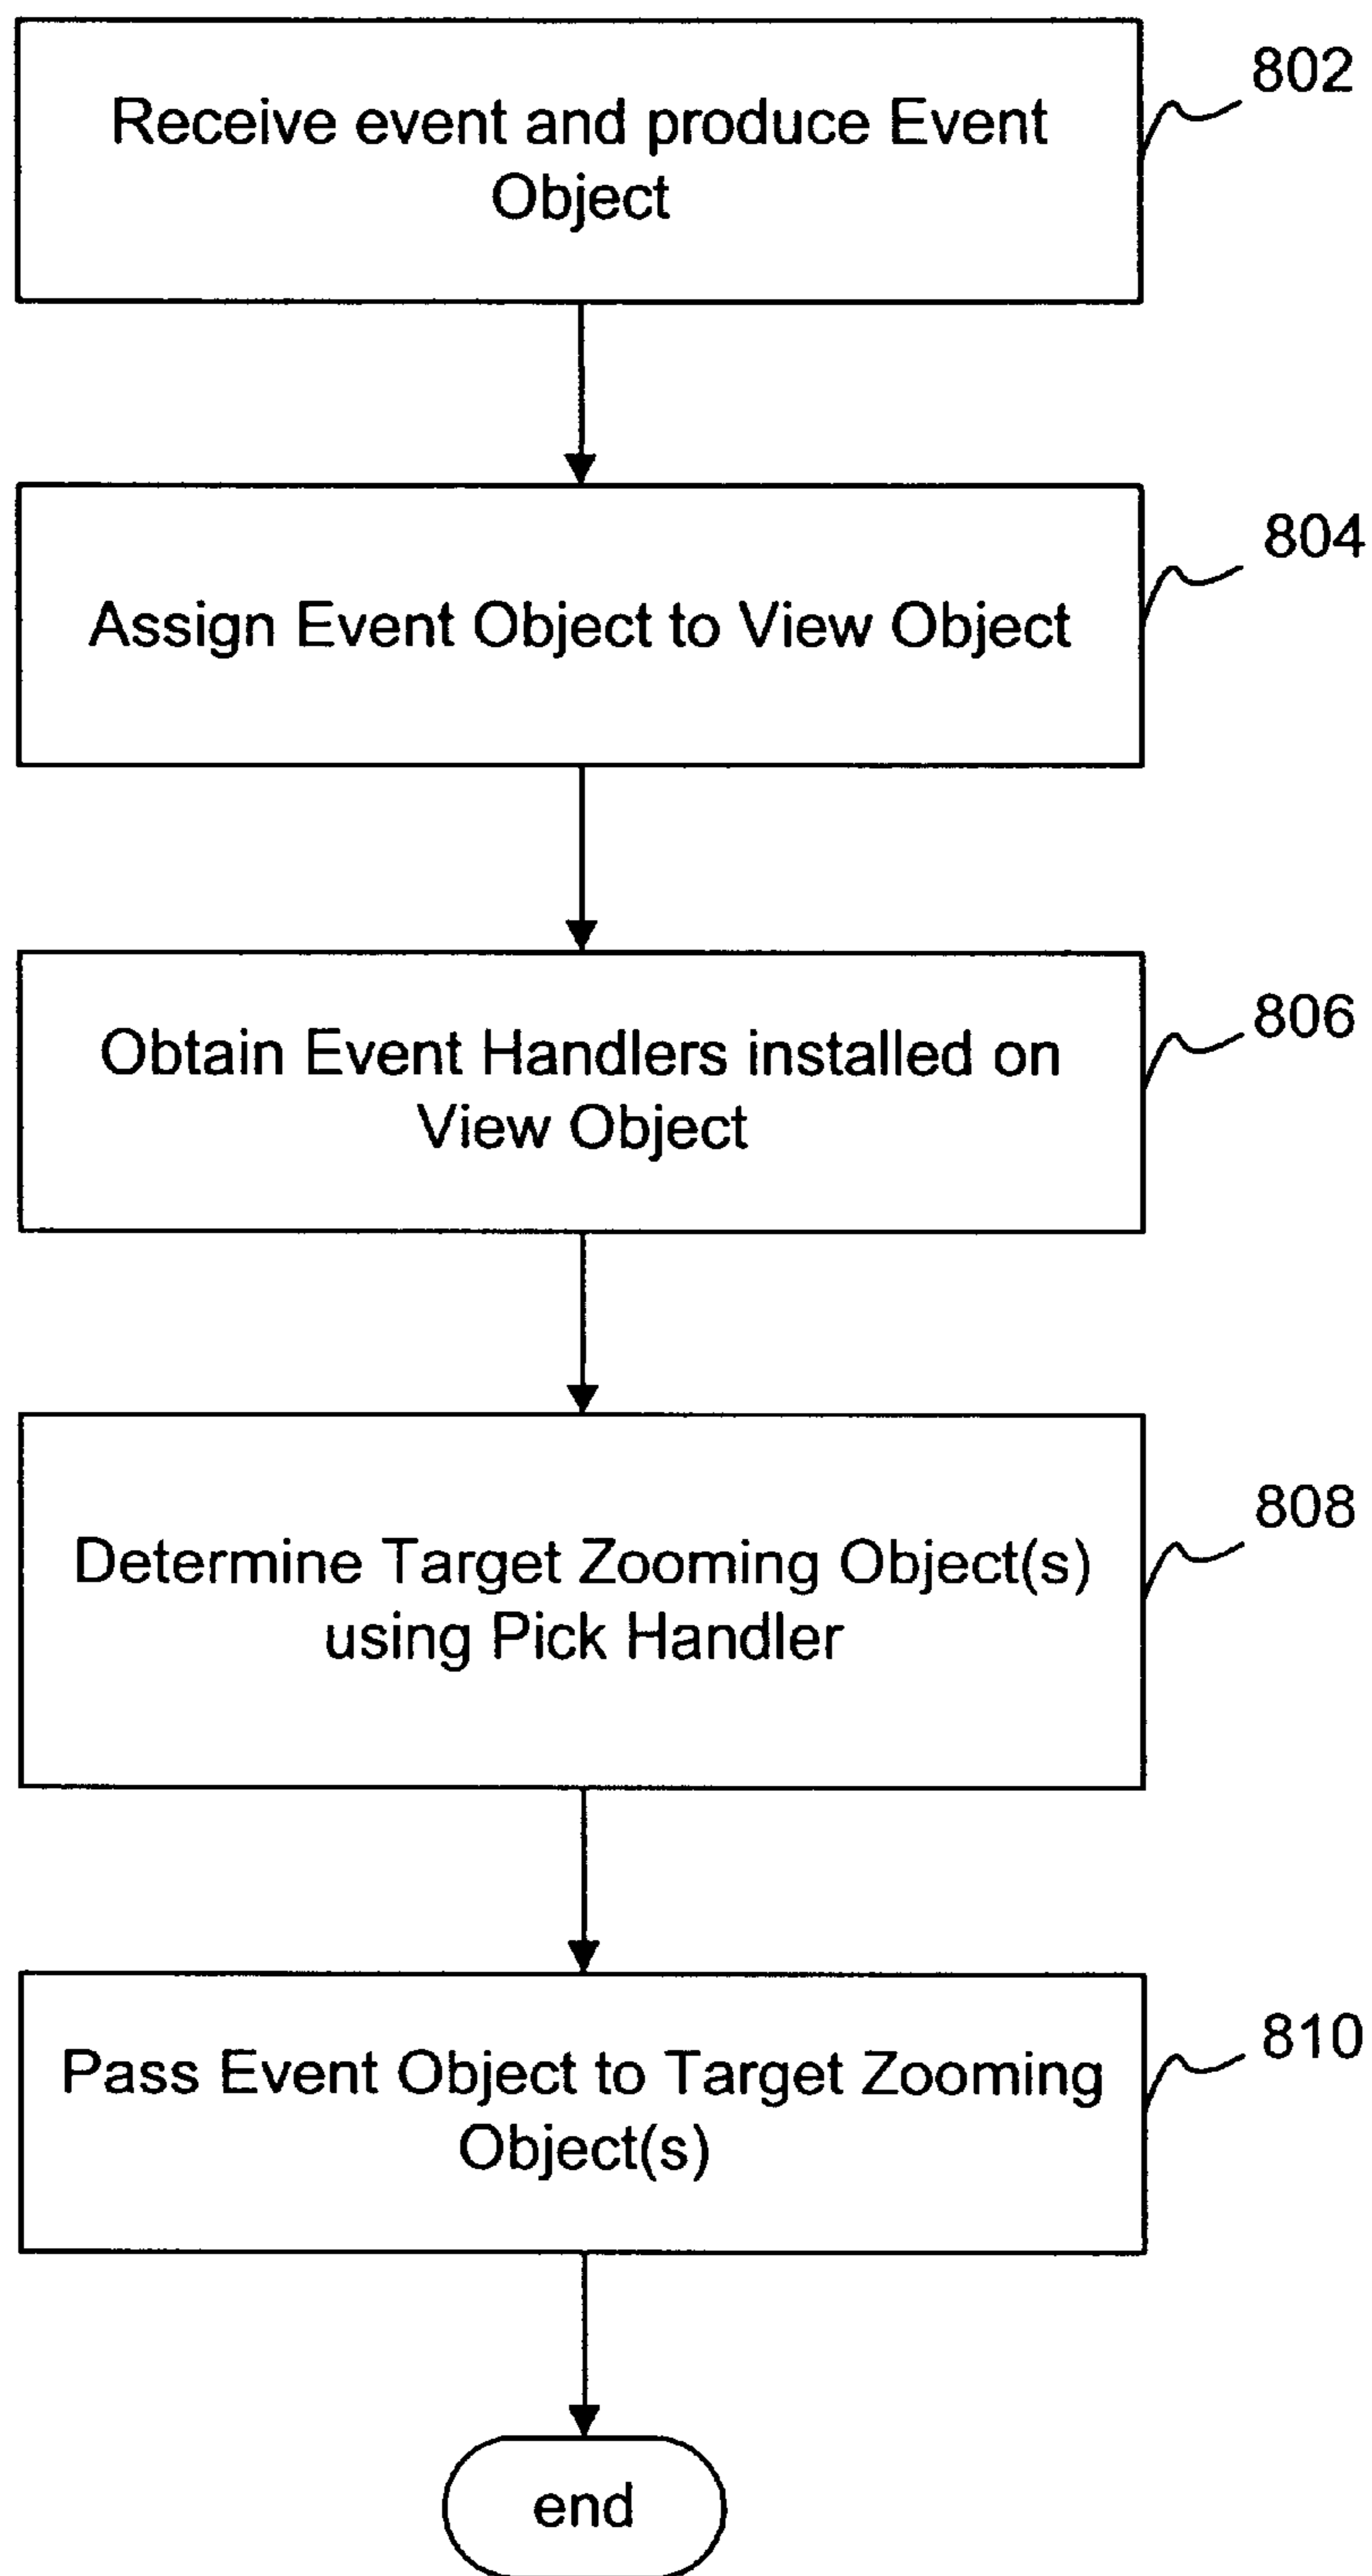 Receive event and produce Event
Object
802
Assign Event Object to View Object
804
Obtain Event Handlers installed on
View Object
806
Determine Target Zooming Object(s)
using Pick Handler
808
Pass Event Object to Target Zooming
Object(s)
810
end